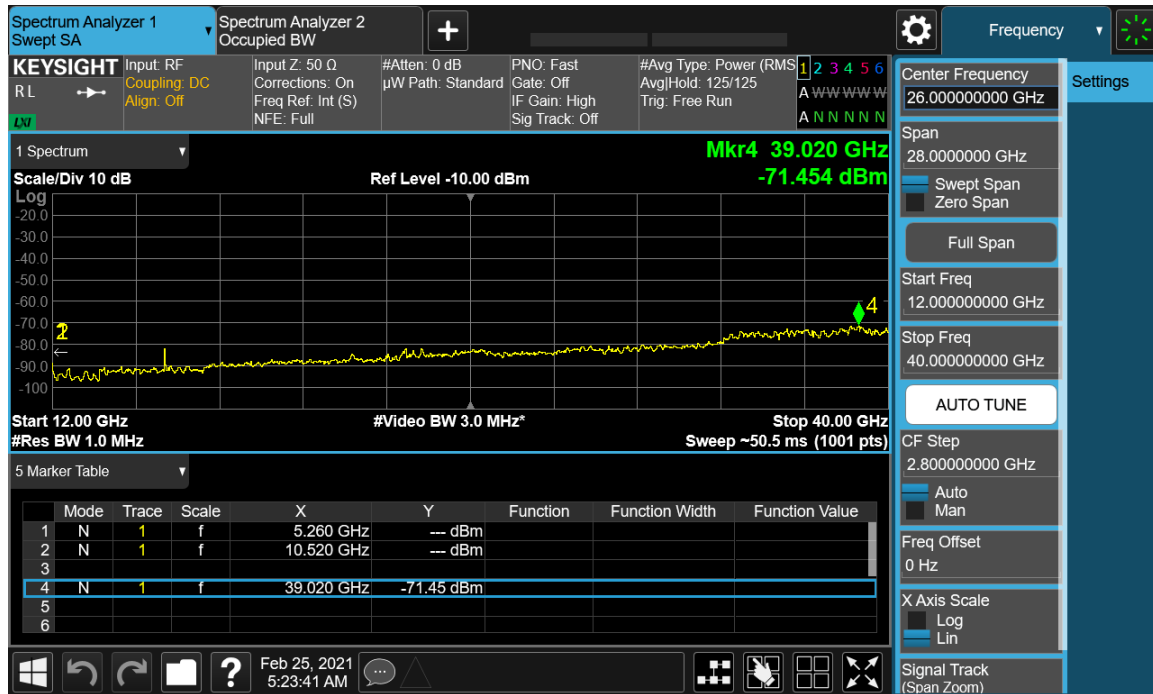 Spectrum Analyzer 1
Swept SA
Spectrum Analyzer 2
Occupied BW
Frequency
KEYSIGHT
R L
LXI
Input: RF
Coupling: DC
Align: Off
Input Z: 50 Ω
Corrections: On
Freq Ref: Int (S)
NFE: Full
#Atten: 0 dB
µW Path: Standard
PNO: Fast
Gate: Off
IF Gain: High
Sig Track: Off
#Avg Type: Power (RMS
Avg|Hold: 125/125
Trig: Free Run
1 2 3 4 5 6
A W W W W W
A N N N N N
1 Spectrum
Mkr4 39.020 GHz
Scale/Div 10 dB
Ref Level -10.00 dBm
-71.454 dBm
Log
-20.0
-30.0
-40.0
-50.0
-60.0
-70.0
-80.0
-90.0
-100
4
Start 12.00 GHz
#Video BW 3.0 MHz*
Stop 40.00 GHz
#Res BW 1.0 MHz
Sweep ~50.5 ms (1001 pts)
5 Marker Table
Mode Trace Scale X Y Function Function Width Function Value
1 N 1 f 5.260 GHz --- dBm
2 N 1 f 10.520 GHz --- dBm
3
4 N 1 f 39.020 GHz -71.45 dBm
5
6
Feb 25, 2021
5:23:41 AM
Center Frequency
26.000000000 GHz
Settings
Span
28.0000000 GHz
Swept Span
Zero Span
Full Span
Start Freq
12.000000000 GHz
Stop Freq
40.000000000 GHz
AUTO TUNE
CF Step
2.800000000 GHz
Auto
Man
Freq Offset
0 Hz
X Axis Scale
Log
Lin
Signal Track
(Span Zoom)